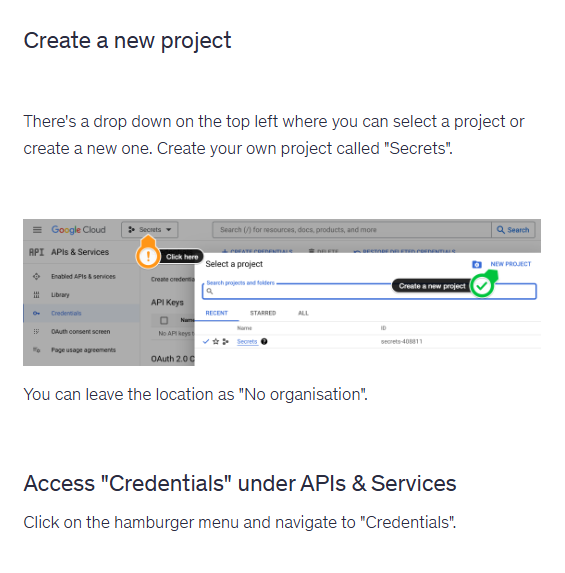 Create a new project
There's a drop down on the top left where you can select a project or
create a new one. Create your own project called "Secrets".
Google Cloud
Secrets
Search (/) for resources, docs, products, and more
Search
API APIs & Services
+ CREATE CREDENTIALS
DELETE
RESTORE DELETED CREDENTIALS
Click here
Select a project
NEW PROJECT
Enabled APIs & services
Create credentia
Search projects and folders
Create a new project
Library
API Keys
Credentials
RECENT
STARRED
ALL
Name
Name
ID
OAuth consent screen
No API keys t
Secrets
secrets-408811
Page usage agreements
OAuth 2.0 C
You can leave the location as "No organisation".
Access "Credentials" under APIs & Services
Click on the hamburger menu and navigate to "Credentials".